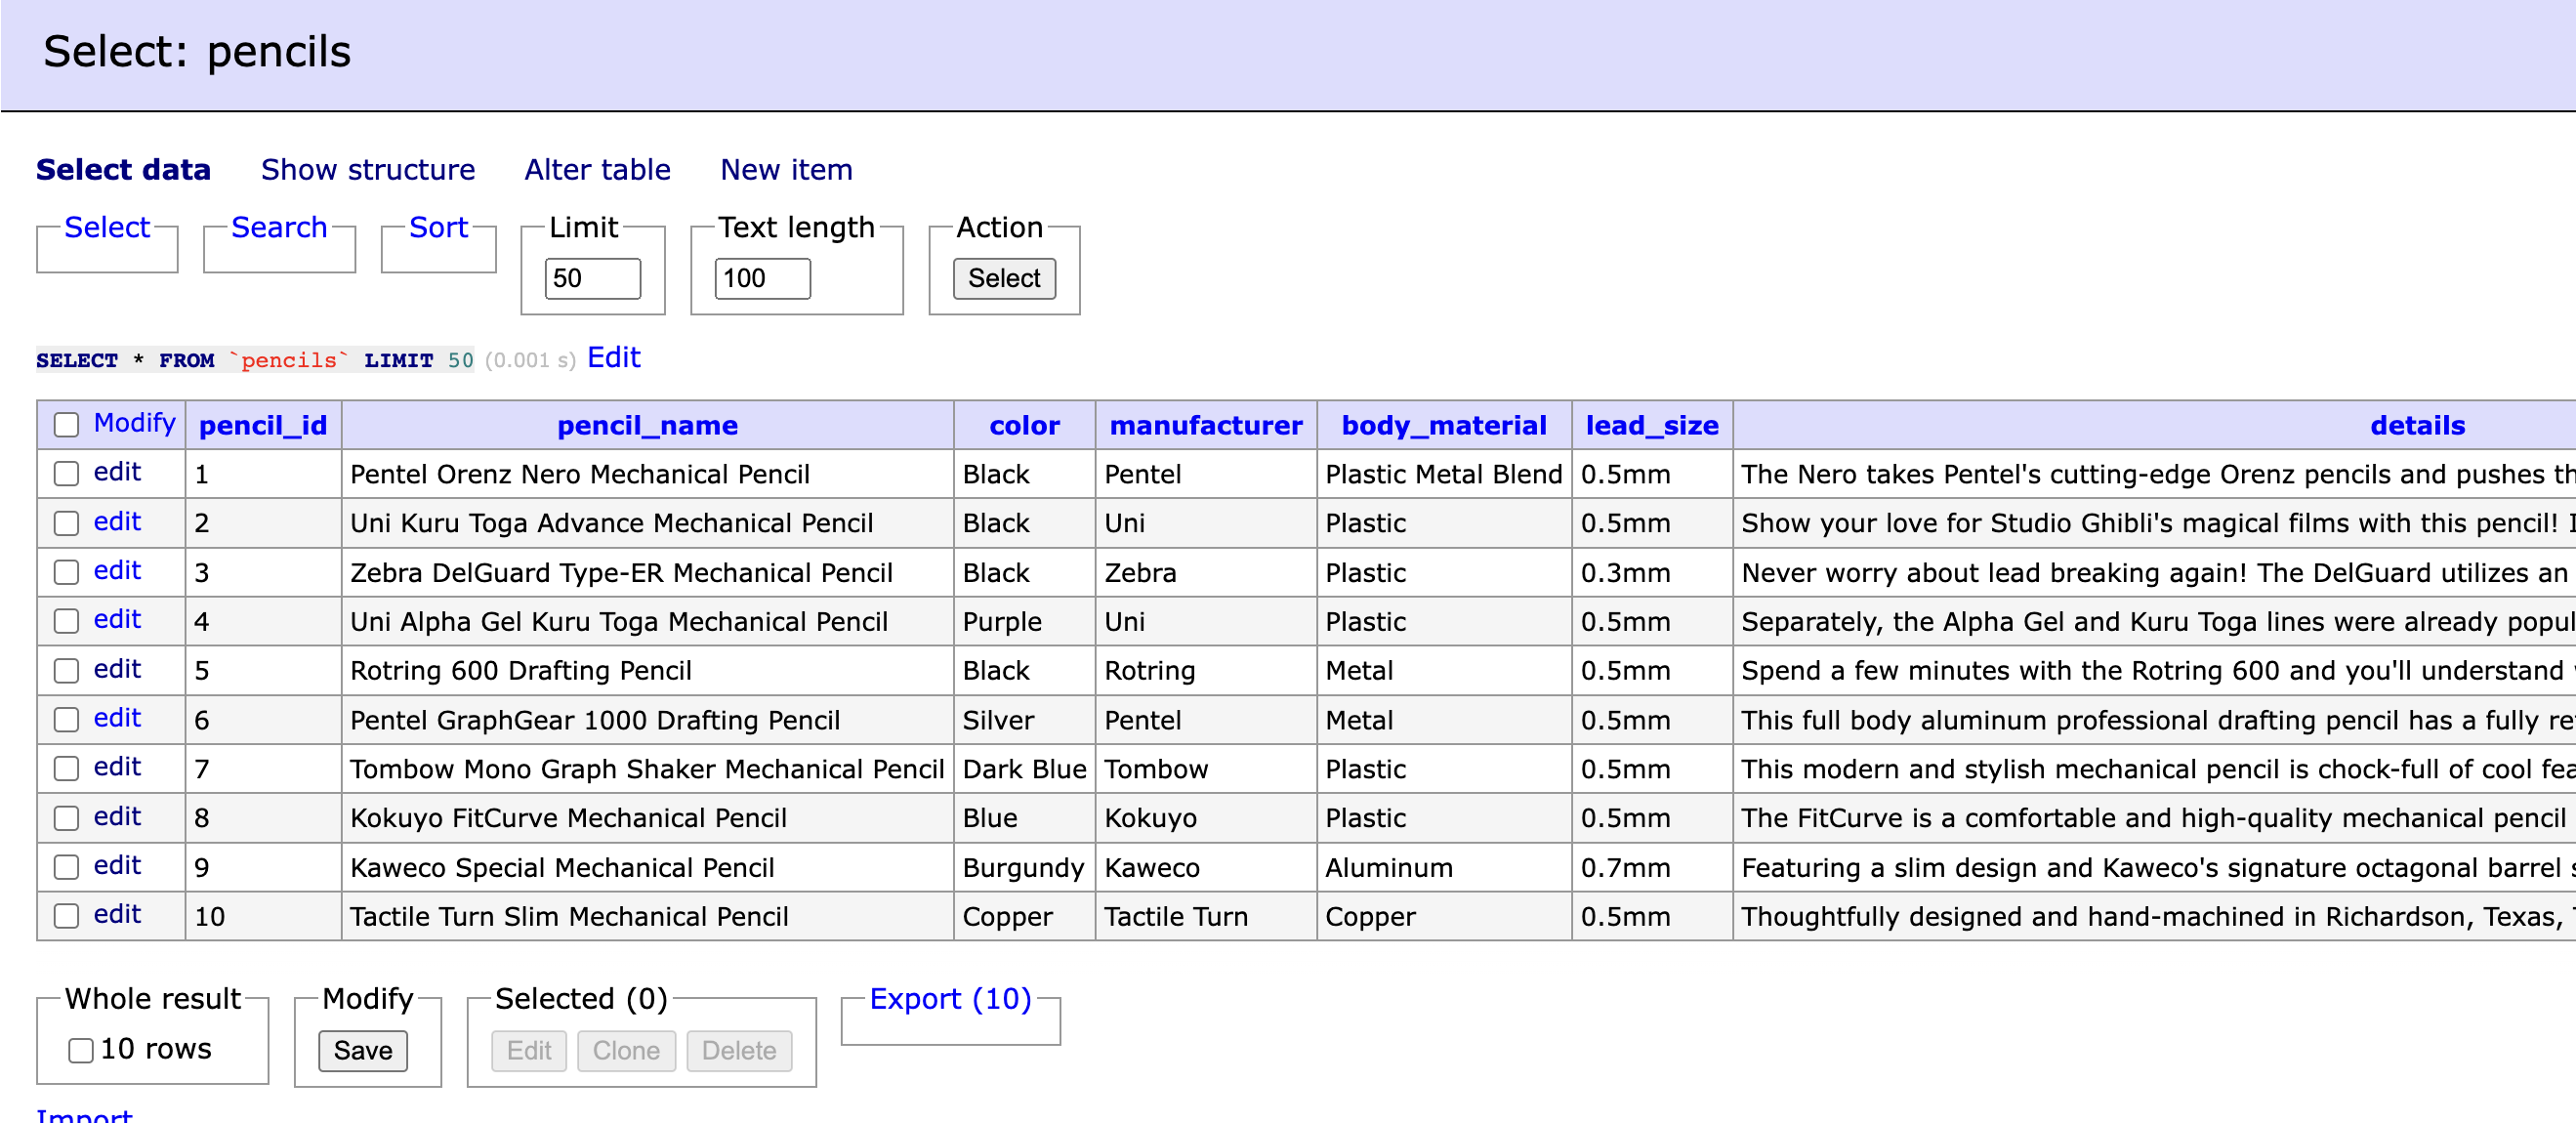 Select: pencils
Select data Show structure Alter table New item
Select Search Sort Limit Text length Action
50 100 Select
SELECT * FROM `pencils` LIMIT 50 (0.001 s) Edit
Modify pencil_id pencil_name color manufacturer body_material lead_size details
edit 1 Pentel Orenz Nero Mechanical Pencil Black Pentel Plastic Metal Blend 0.5mm The Nero takes Pentel's cutting-edge Orenz pencils and pushes th
edit 2 Uni Kuru Toga Advance Mechanical Pencil Black Uni Plastic 0.5mm Show your love for Studio Ghibli's magical films with this pencil!
edit 3 Zebra DelGuard Type-ER Mechanical Pencil Black Zebra Plastic 0.3mm Never worry about lead breaking again! The DelGuard utilizes an
edit 4 Uni Alpha Gel Kuru Toga Mechanical Pencil Purple Uni Plastic 0.5mm Separately, the Alpha Gel and Kuru Toga lines were already popul
edit 5 Rotring 600 Drafting Pencil Black Rotring Metal 0.5mm Spend a few minutes with the Rotring 600 and you'll understand
edit 6 Pentel GraphGear 1000 Drafting Pencil Silver Pentel Metal 0.5mm This full body aluminum professional drafting pencil has a fully re
edit 7 Tombow Mono Graph Shaker Mechanical Pencil Dark Blue Tombow Plastic 0.5mm This modern and stylish mechanical pencil is chock-full of cool fea
edit 8 Kokuyo FitCurve Mechanical Pencil Blue Kokuyo Plastic 0.5mm The FitCurve is a comfortable and high-quality mechanical pencil
edit 9 Kaweco Special Mechanical Pencil Burgundy Kaweco Aluminum 0.7mm Featuring a slim design and Kaweco's signature octagonal barrel
edit 10 Tactile Turn Slim Mechanical Pencil Copper Tactile Turn Copper 0.5mm Thoughtfully designed and hand-machined in Richardson, Texas,
Whole result Modify Selected (0) Export (10)
10 rows Save Edit Clone Delete
Import